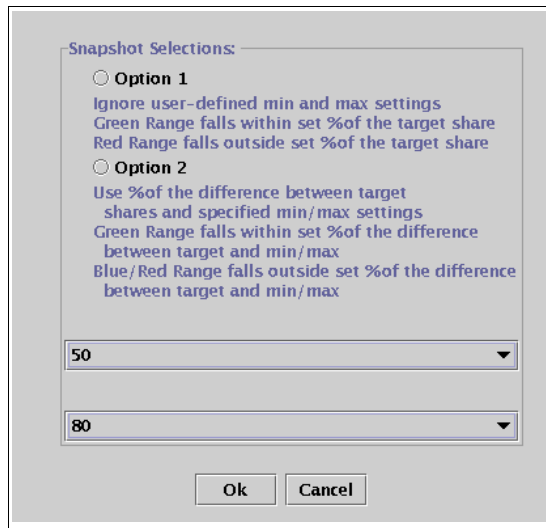 Snapshot Selections:
Option 1
Ignore user-defined min and max settings
Green Range falls within set %of the target share
Red Range falls outside set %of the target share
Option 2
Use %of the difference between target
shares and specified min/max settings
Green Range falls within set %of the difference
between target and min/max
Blue/Red Range falls outside set %of the difference
between target and min/max
50
80
Ok
Cancel